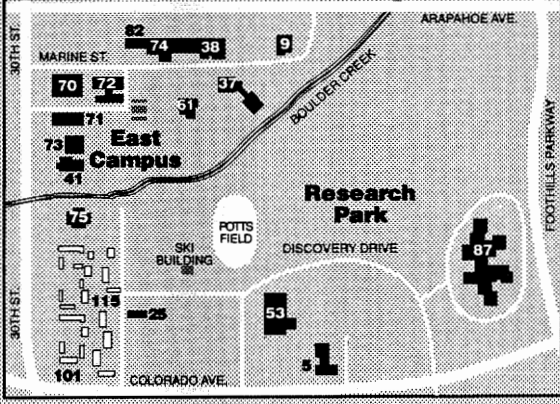 ARAPAHOE AVE.
30TH ST.
82
74
38
9
MARINE ST.
BOULDER CREEK
FOOTHILLS PARKWAY
70
72
37
61
71
East
Campus
73
41
Research
Park
75
POTTS
FIELD
SKI
BUILDING
DISCOVERY DRIVE
87
115
25
53
30TH ST.
5
101
COLORADO AVE.